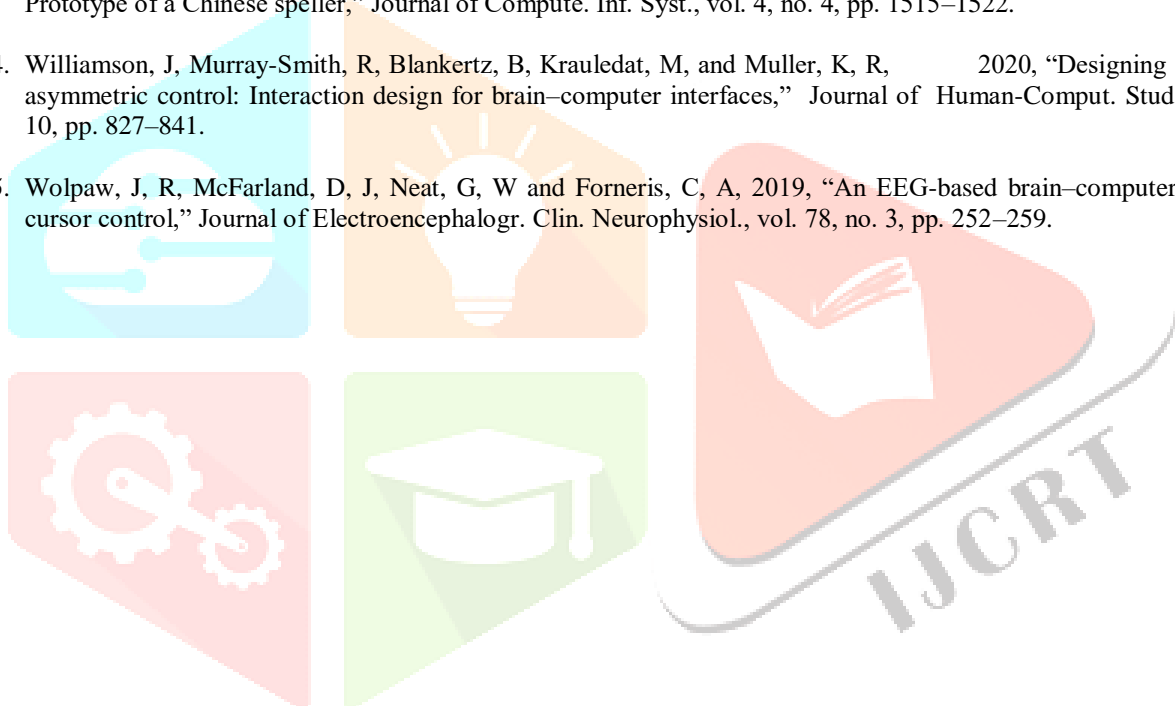 Prototype of a Chinese speller,” Journal of Compute. Inf. Syst., vol. 4, no. 4, pp. 1515–1522.
4. Williamson, J, Murray-Smith, R, Blankertz, B, Krauledat, M, and Muller, K, R, 2020, “Designing
asymmetric control: Interaction design for brain–computer interfaces,” Journal of Human-Comput. Stud
10, pp. 827–841.
5. Wolpaw, J, R, McFarland, D, J, Neat, G, W and Forneris, C, A, 2019, “An EEG-based brain–computer
cursor control,” Journal of Electroencephalogr. Clin. Neurophysiol., vol. 78, no. 3, pp. 252–259.
IJCRT